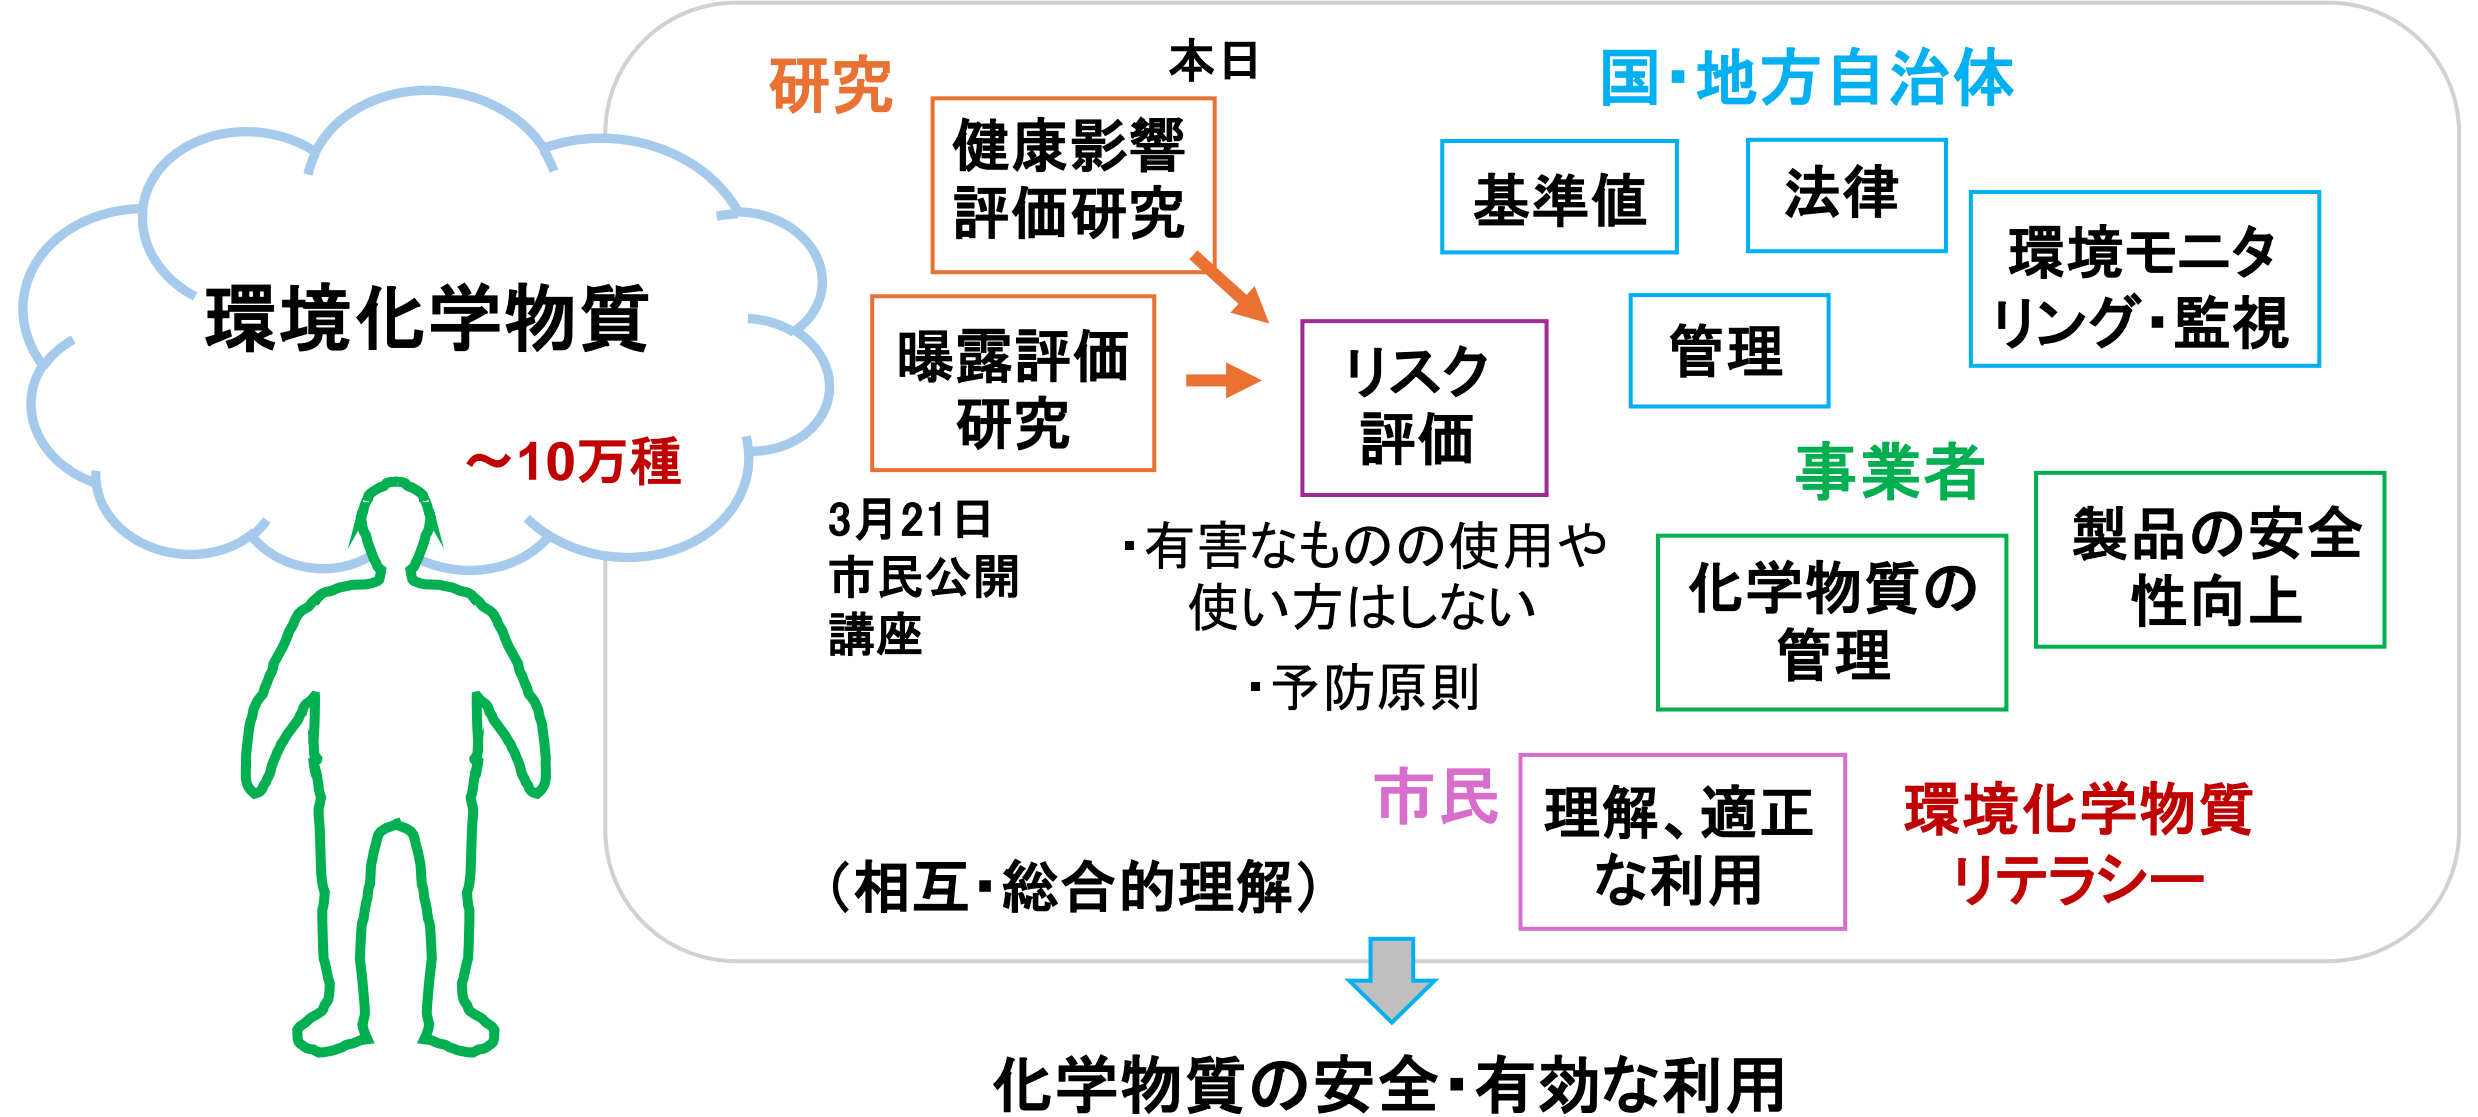 環境化学物質
～10万種
研究
本日
健康影響
評価研究
曝露評価
研究
3月21日
市民公開
講座
リスク
評価
・有害なものの使用や
使い方はしない
・予防原則
国・地方自治体
基準値
法律
環境モニタ
リング・監視
管理
事業者
化学物質の
管理
製品の安全
性向上
市民
理解、適正
な利用
環境化学物質
リテラシー
（相互・総合的理解）
化学物質の安全・有効な利用